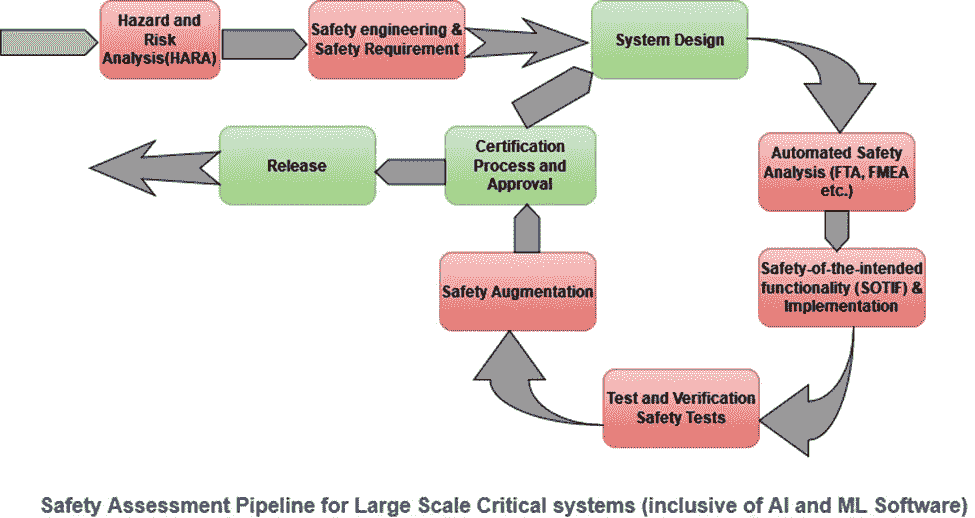 Hazard and
Risk
Analysis(HARA)
Safety engineering &
Safety Requirement
System Design
Automated Safety
Analysis (FTA, FMEA
etc.)
Safety-of-the-intended
functionality (SOTIF) &
Implementation
Test and Verification
Safety Tests
Safety Augmentation
Certification
Process and
Approval
Release
Safety Assessment Pipeline for Large Scale Critical systems (inclusive of AI and ML Software)